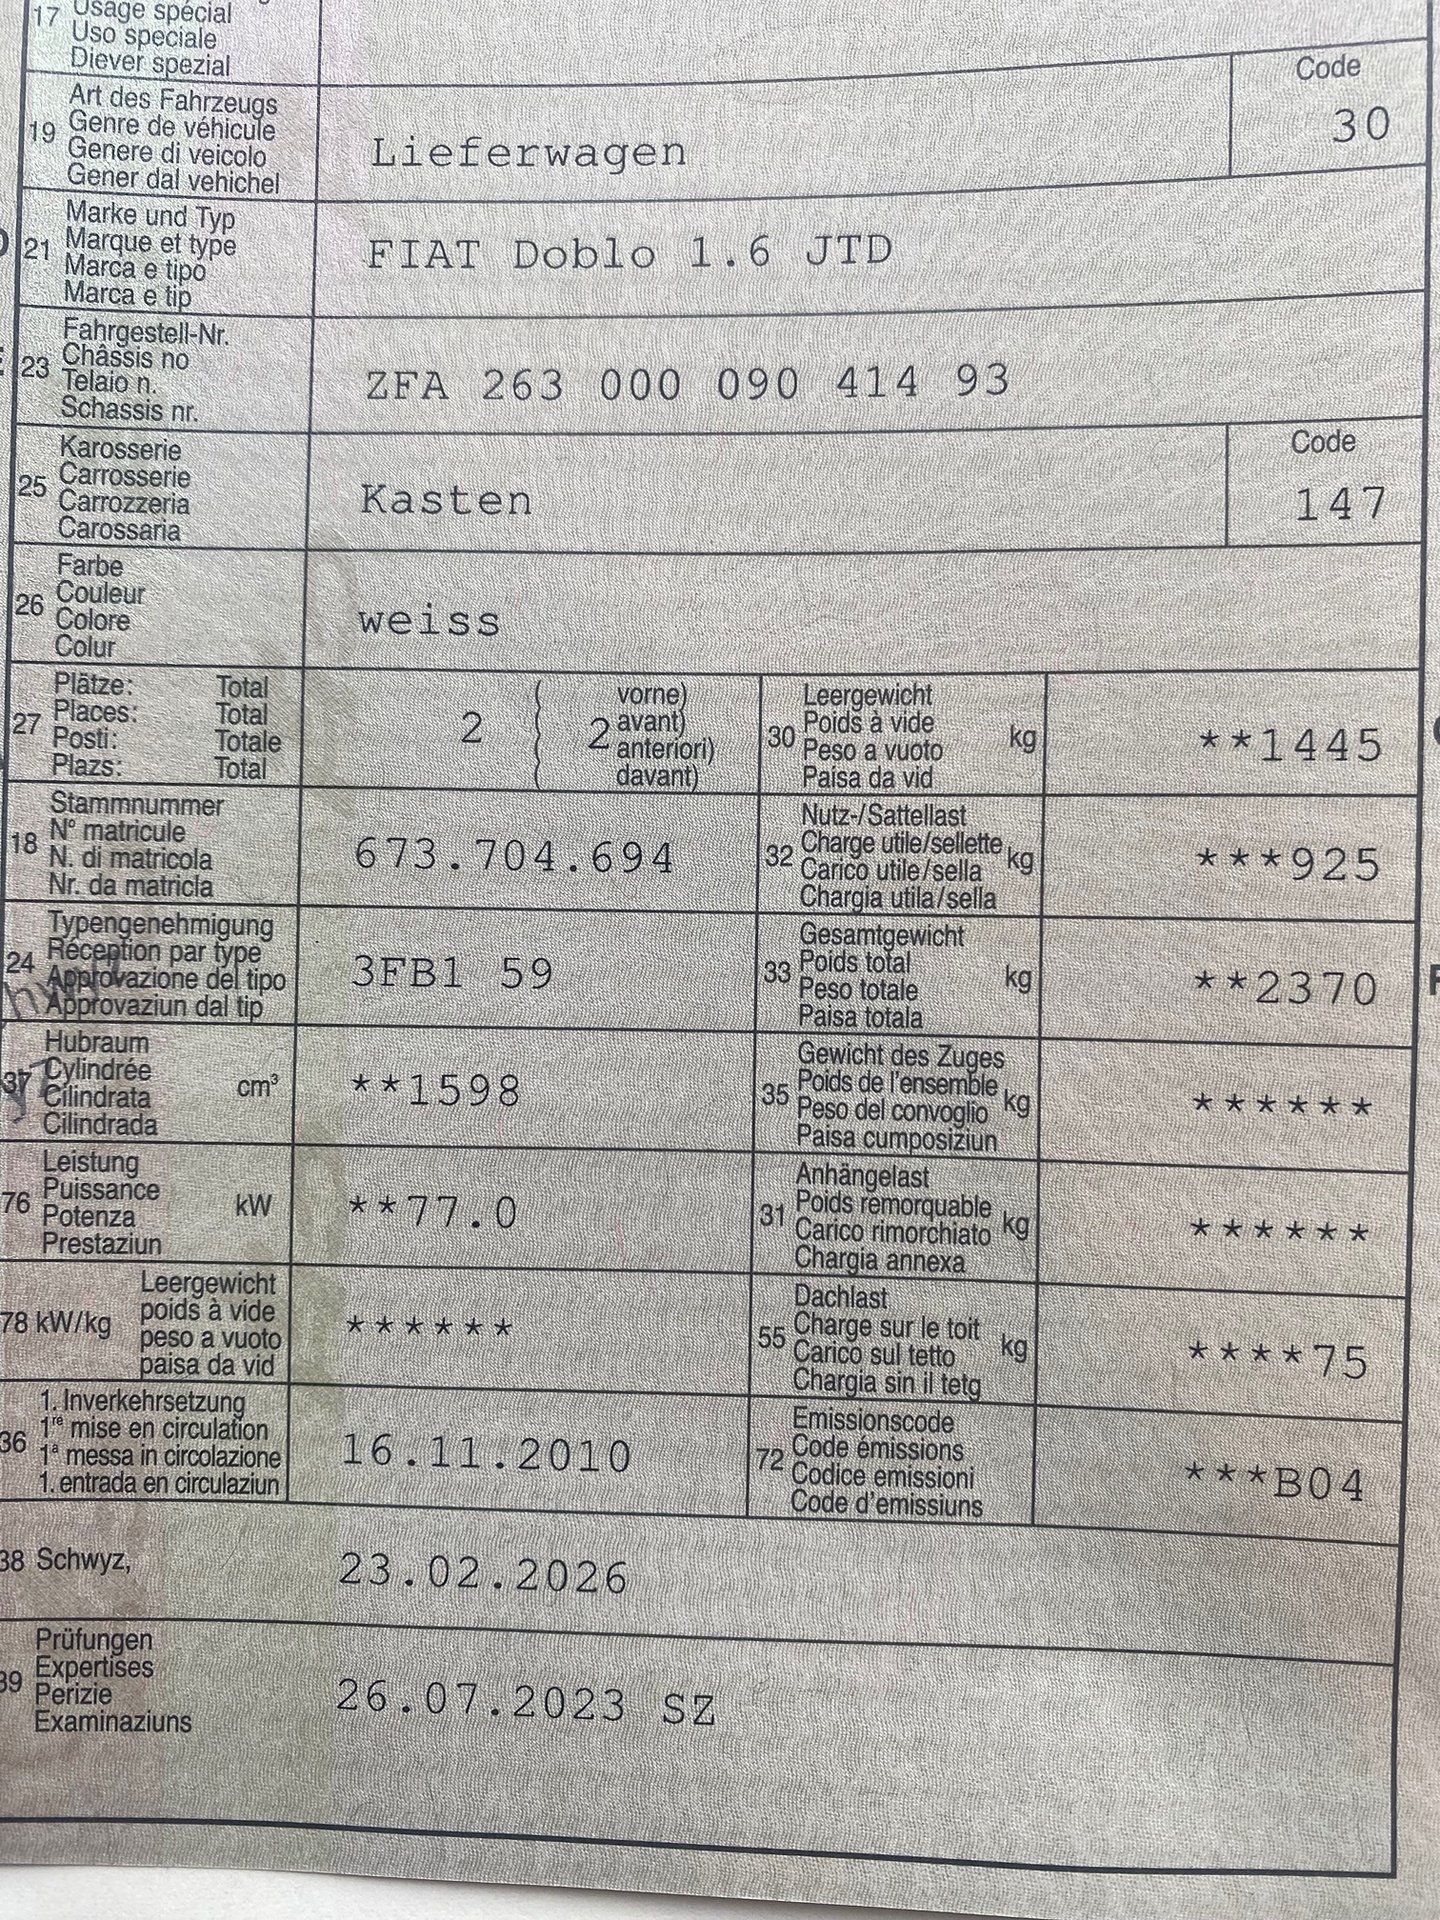 17 Usage spécial
Uso speciale
Diever spezial
19 Art des Fahrzeugs
Genre de véhicule
Genere di veicolo
Gener dal vehichel
Lieferwagen
Code
30
21 Marke und Typ
Marque et type
Marca e tipo
Marca e tip
FIAT Doblo 1.6 JTD
23 Fahrgestell-Nr.
Châssis no
Telaio n.
Schassis nr.
ZFA 263 000 090 414 93
25 Karosserie
Carrosserie
Carrozzeria
Carossaria
Kasten
Code
147
26 Farbe
Couleur
Colore
Colur
weiss
27 Plätze: Total
Places: Total
Posti: Totale
Plazs: Total
2 ( 2 vorne)
avant)
anteriori)
davant)
30 Leergewicht
Poids à vide
Peso a vuoto
Paisa da vid
kg
**1445
18 Stammnummer
N° matricule
N. di matricola
Nr. da matricla
673.704.694
32 Nutz-/Sattellast
Charge utile/sellette
Carico utile/sella
Chargia utila/sella
kg
***925
24 Typengenehmigung
Réception par type
Approvazione del tipo
Approvaziun dal tip
3FB1 59
33 Gesamtgewicht
Poids total
Peso totale
Paisa totala
kg
**2370
37 Hubraum
Cylindrée
Cilindrata
Cilindrada
cm³
**1598
35 Gewicht des Zuges
Poids de l'ensemble
Peso del convoglio
Paisa cumposiziun
kg
******
76 Leistung
Puissance
Potenza
Prestaziun
kW
**77.0
31 Anhängelast
Poids remorquable
Carico rimorchiato
Chargia annexa
kg
******
78 kW/kg Leergewicht
poids à vide
peso a vuoto
paisa da vid
******
55 Dachlast
Charge sur le toit
Carico sul tetto
Chargia sin il tetg
kg
****75
36 1. Inverkehrsetzung
1re mise en circulation
1a messa in circolazione
1. entrada en circulaziun
16.11.2010
72 Emissionscode
Code émissions
Codice emissioni
Code d'emissiuns
***B04
38 Schwyz,
23.02.2026
39 Prüfungen
Expertises
Perizie
Examinaziuns
26.07.2023 SZ